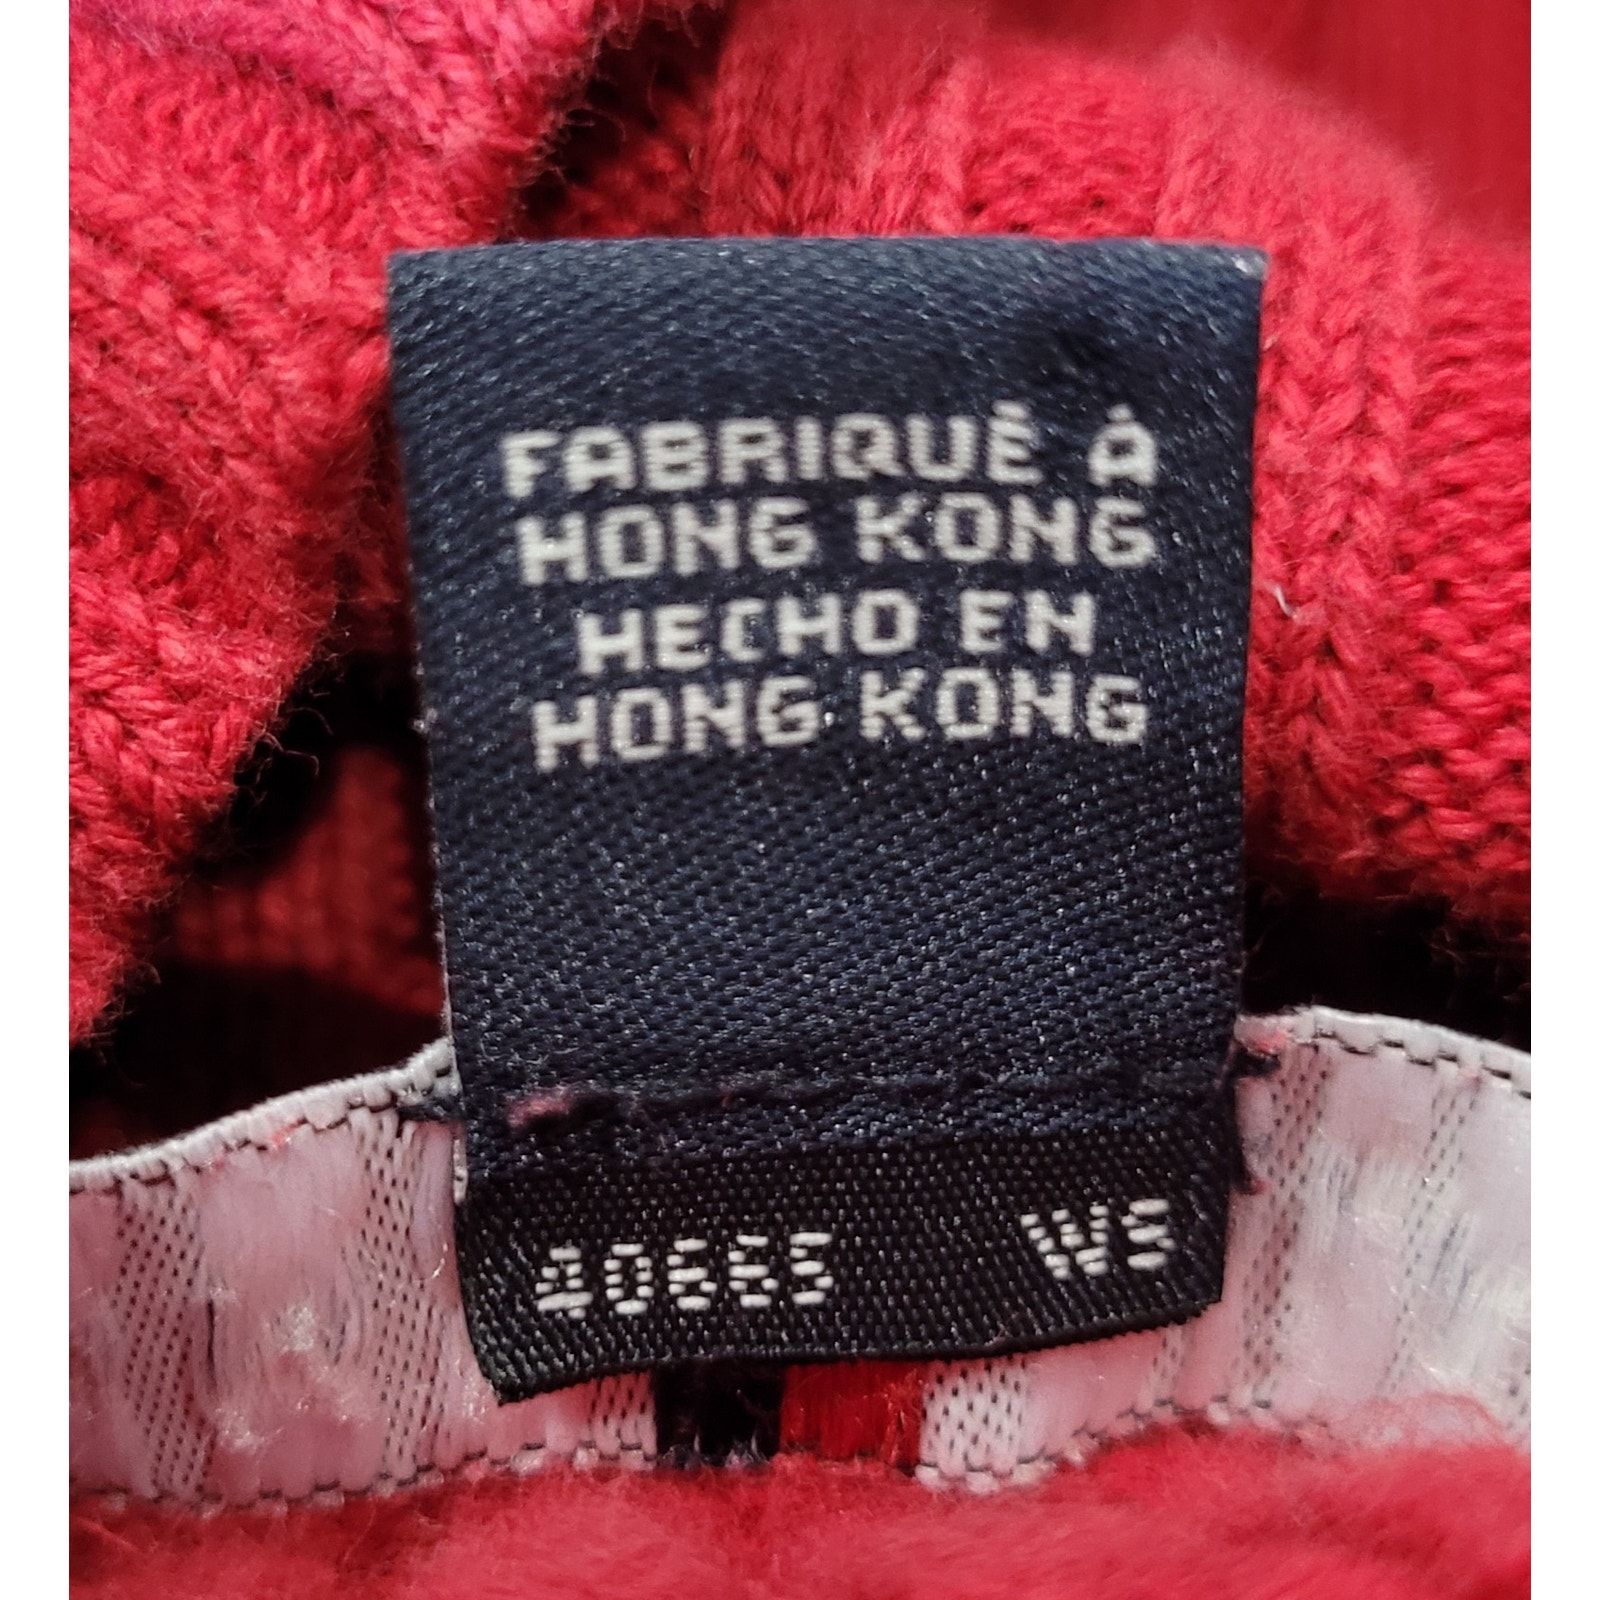 FABRIQUÉ À
HONG KONG
HECHO EN
HONG KONG
40665 WS